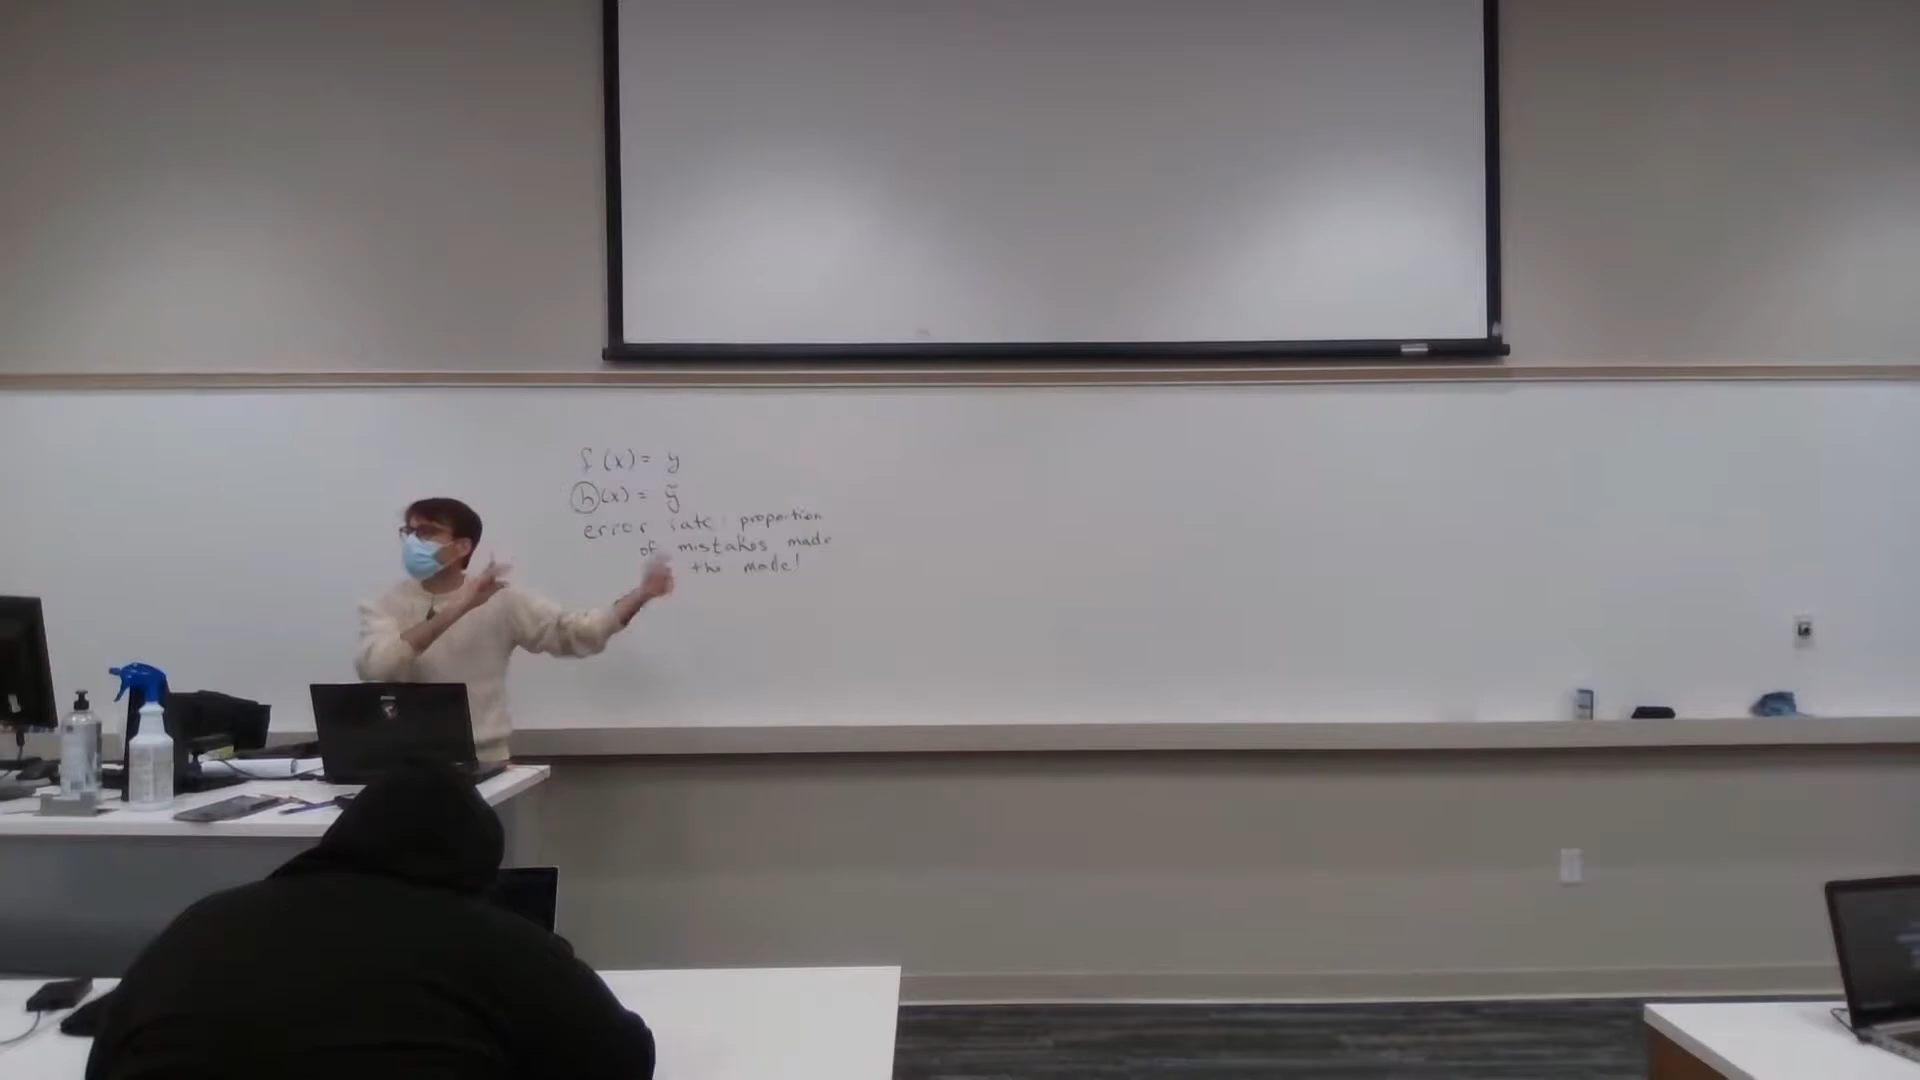 f(x) = y
h(x) = ỹ
error rate: proportion
of mistakes made
the model